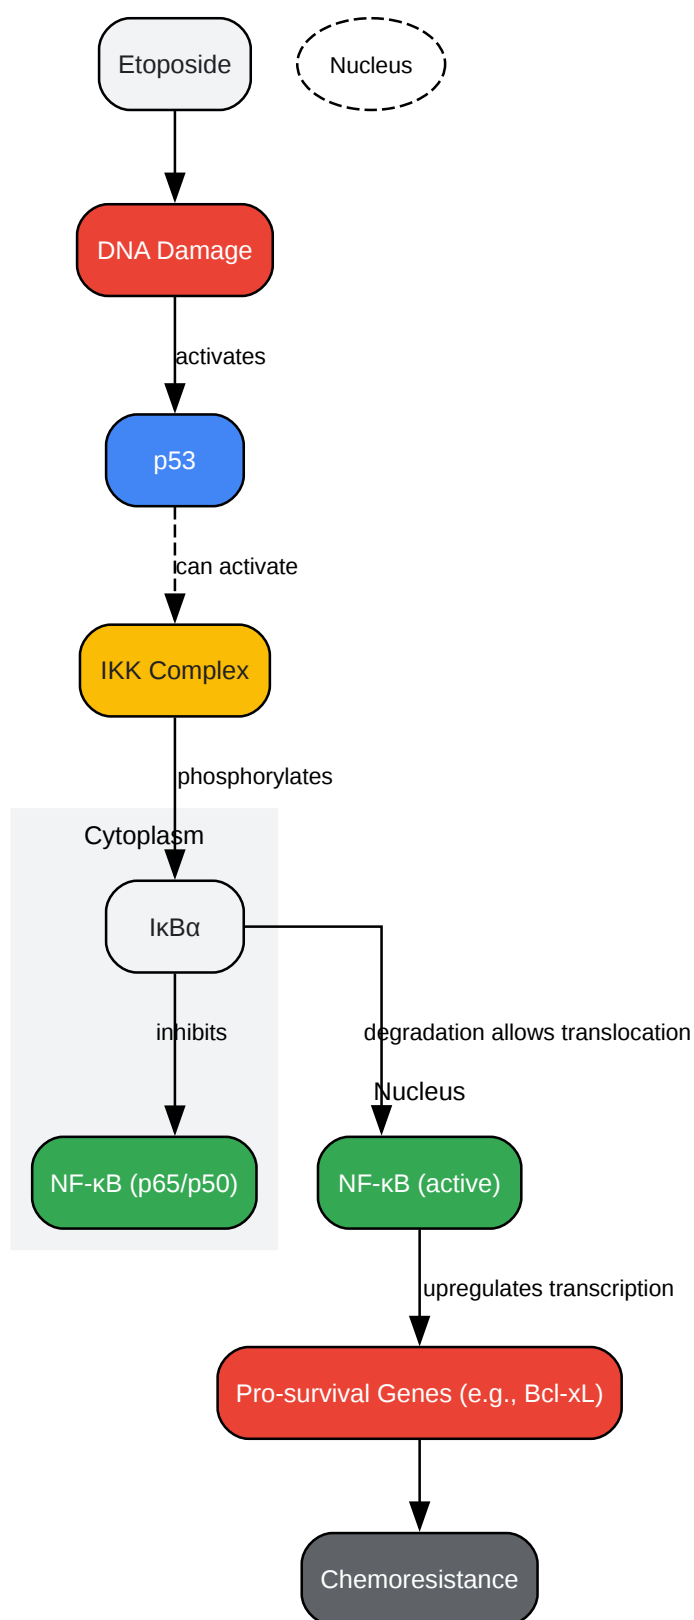 Etoposide
Nucleus
DNA Damage
activates
p53
can activate
IKK Complex
phosphorylates
Cytoplasm
IκBα
inhibits
degradation allows translocation
Nucleus
NF-κB (p65/p50)
NF-κB (active)
upregulates transcription
Pro-survival Genes (e.g., Bcl-xL)
Chemoresistance